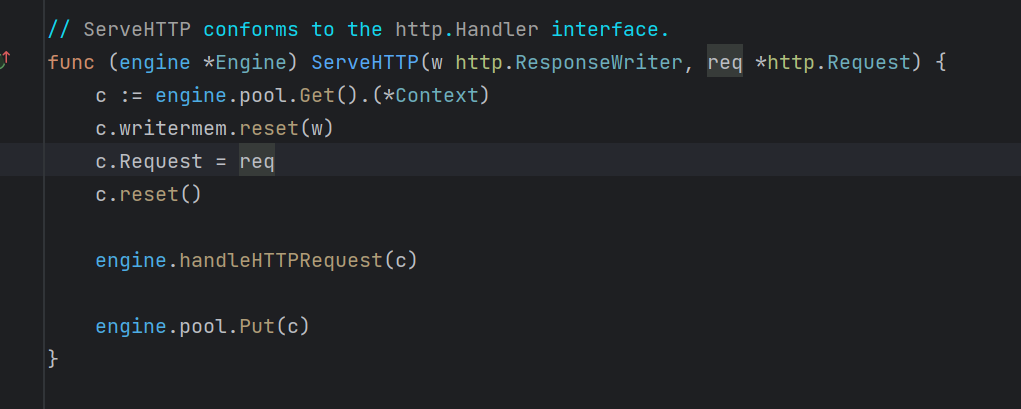 // ServeHTTP conforms to the http.Handler interface.
func (engine *Engine) ServeHTTP(w http.ResponseWriter, req *http.Request) {
    c := engine.pool.Get().(*Context)
    c.writermem.reset(w)
    c.Request = req
    c.reset()

    engine.handleHTTPRequest(c)

    engine.pool.Put(c)
}